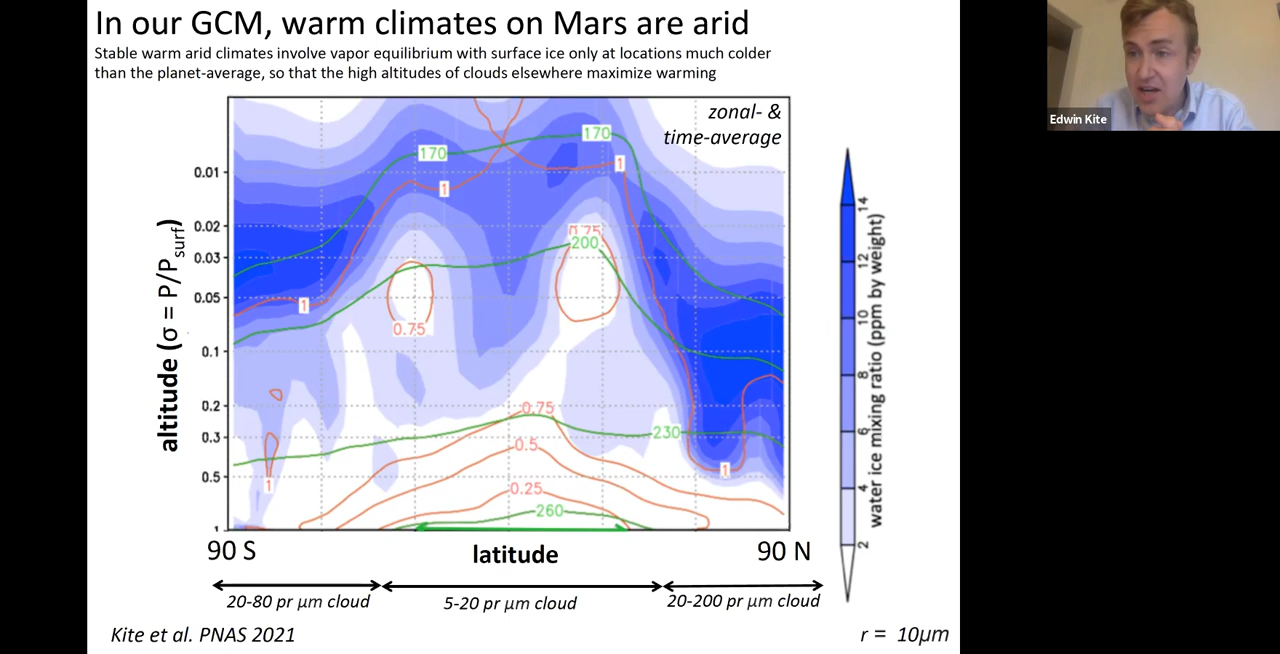 In our GCM, warm climates on Mars are arid
Stable warm arid climates involve vapor equilibrium with surface ice only at locations much colder
than the planet-average, so that the high altitudes of clouds elsewhere maximize warming
Edwin Kite
zonal- &
time-average
170
170
1
1
0.01
0.02
0.03
0.05
0.1
0.2
0.3
0.5
1
altitude (σ = P/Psurf)
0.75
200
1
0.75
0.75
230
0.5
1
1
0.25
260
14
12
10
8
6
4
2
water ice mixing ratio (ppm by weight)
90 S
latitude
90 N
20-80 pr μm cloud
5-20 pr μm cloud
20-200 pr μm cloud
Kite et al. PNAS 2021
r = 10μm